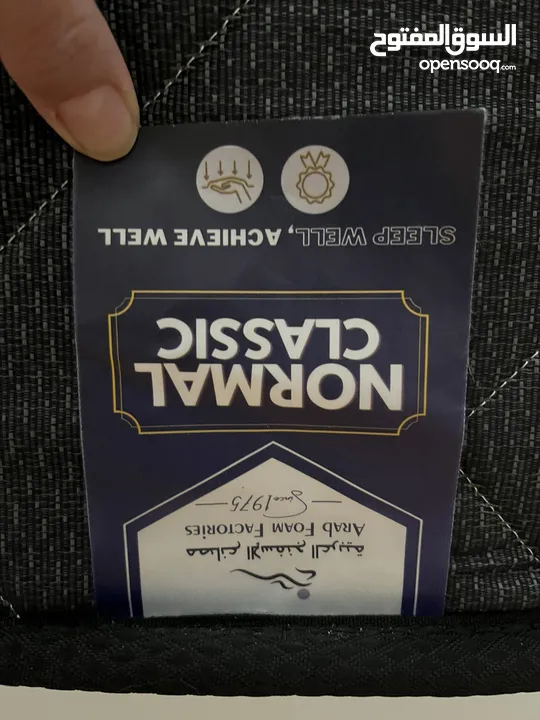 السوق المفتوح
opensooq.com
مصانع الإسفنج العربية
ARAB FOAM FACTORIES
Since 1975
NORMAL
CLASSIC
SLEEP WELL, ACHIEVE WELL